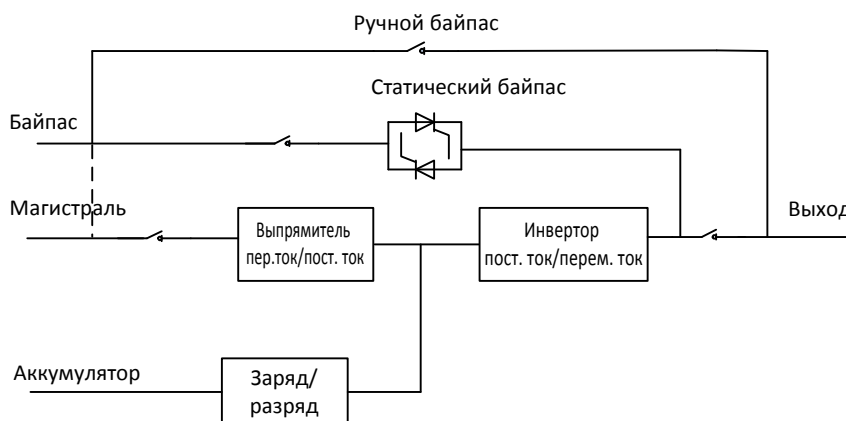 Ручной байпас
Статический байпас
Байпас
Магистраль
Выпрямитель
пер.ток/пост. ток
Инвертор
пост. ток/перем. ток
Выход
Аккумулятор
Заряд/
разряд